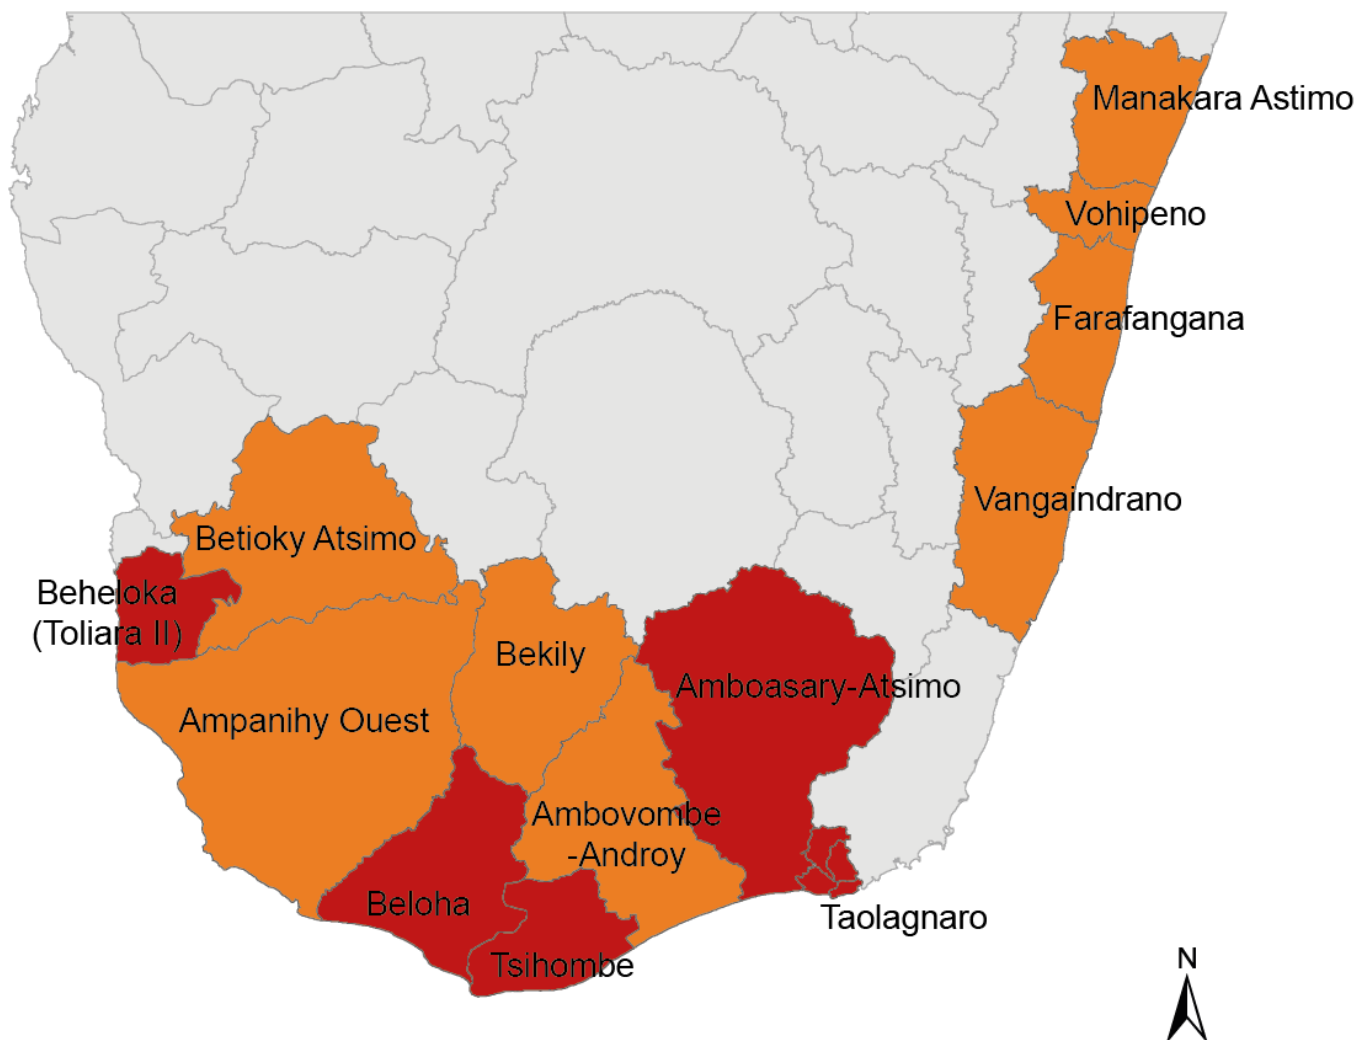 Manakara Astimo
Vohipeno
Farafangana
Vangaindrano
Betioky Atsimo
Beheloka
(Toliara II)
Bekily
Amboasary-Atsimo
Ampanihy Ouest
Ambovombe
-Androy
Beloha
Taolagnaro
Tsihombe
N